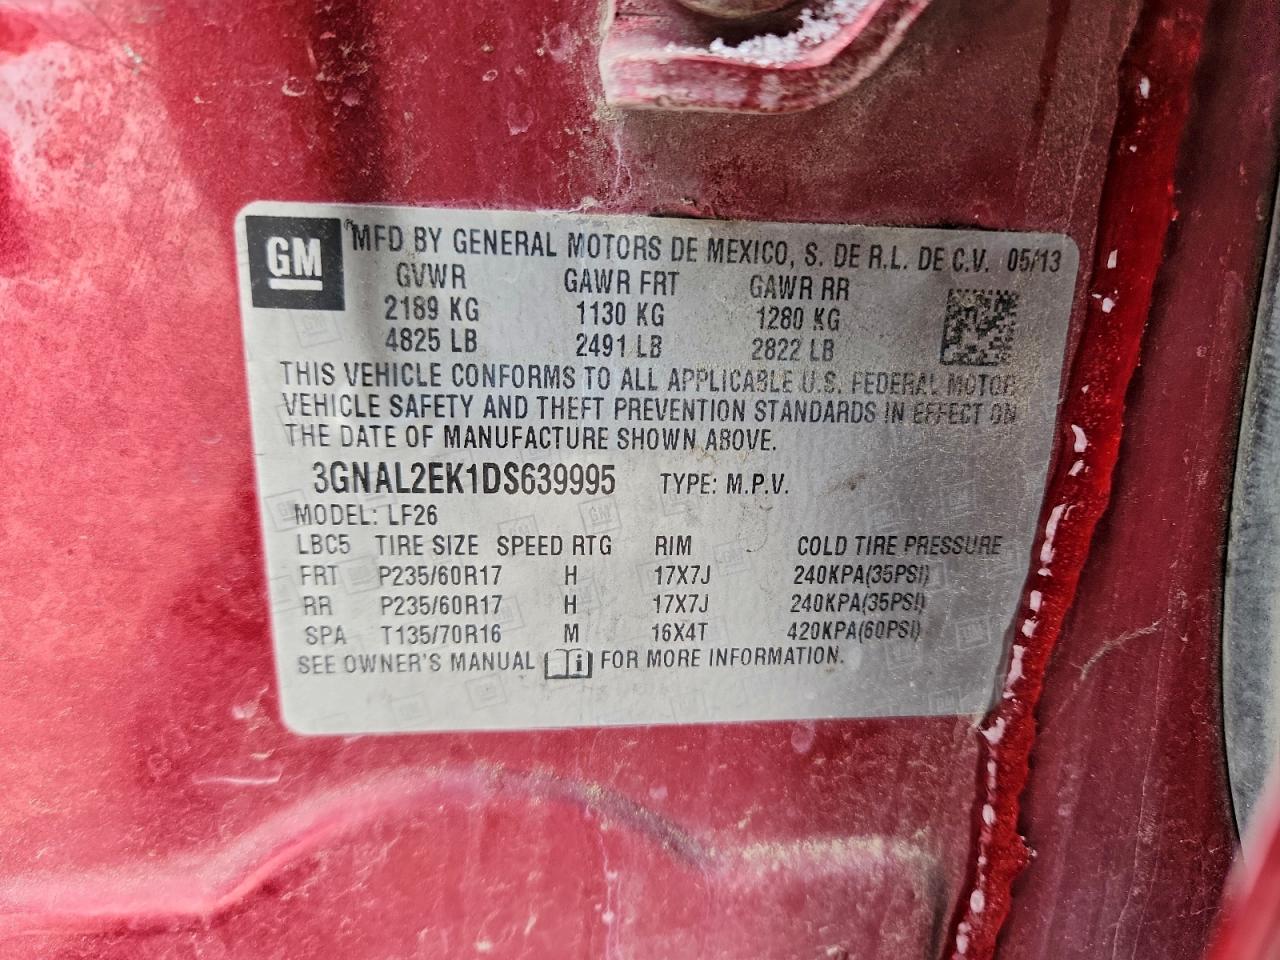 GM MFD BY GENERAL MOTORS DE MEXICO, S. DE R.L. DE C.V. 05/13
GVWR GAWR FRT GAWR RR
2189 KG 1130 KG 1280 KG
4825 LB 2491 LB 2822 LB
THIS VEHICLE CONFORMS TO ALL APPLICABLE U.S. FEDERAL MOTOR
VEHICLE SAFETY AND THEFT PREVENTION STANDARDS IN EFFECT ON
THE DATE OF MANUFACTURE SHOWN ABOVE.
3GNAL2EK1DS639995 TYPE: M.P.V.
MODEL: LF26
LBC5 TIRE SIZE SPEED RTG RIM COLD TIRE PRESSURE
FRT P235/60R17 H 17X7J 240KPA(35PSI)
RR P235/60R17 H 17X7J 240KPA(35PSI)
SPA T135/70R16 M 16X4T 420KPA(60PSI)
SEE OWNER'S MANUAL i FOR MORE INFORMATION.